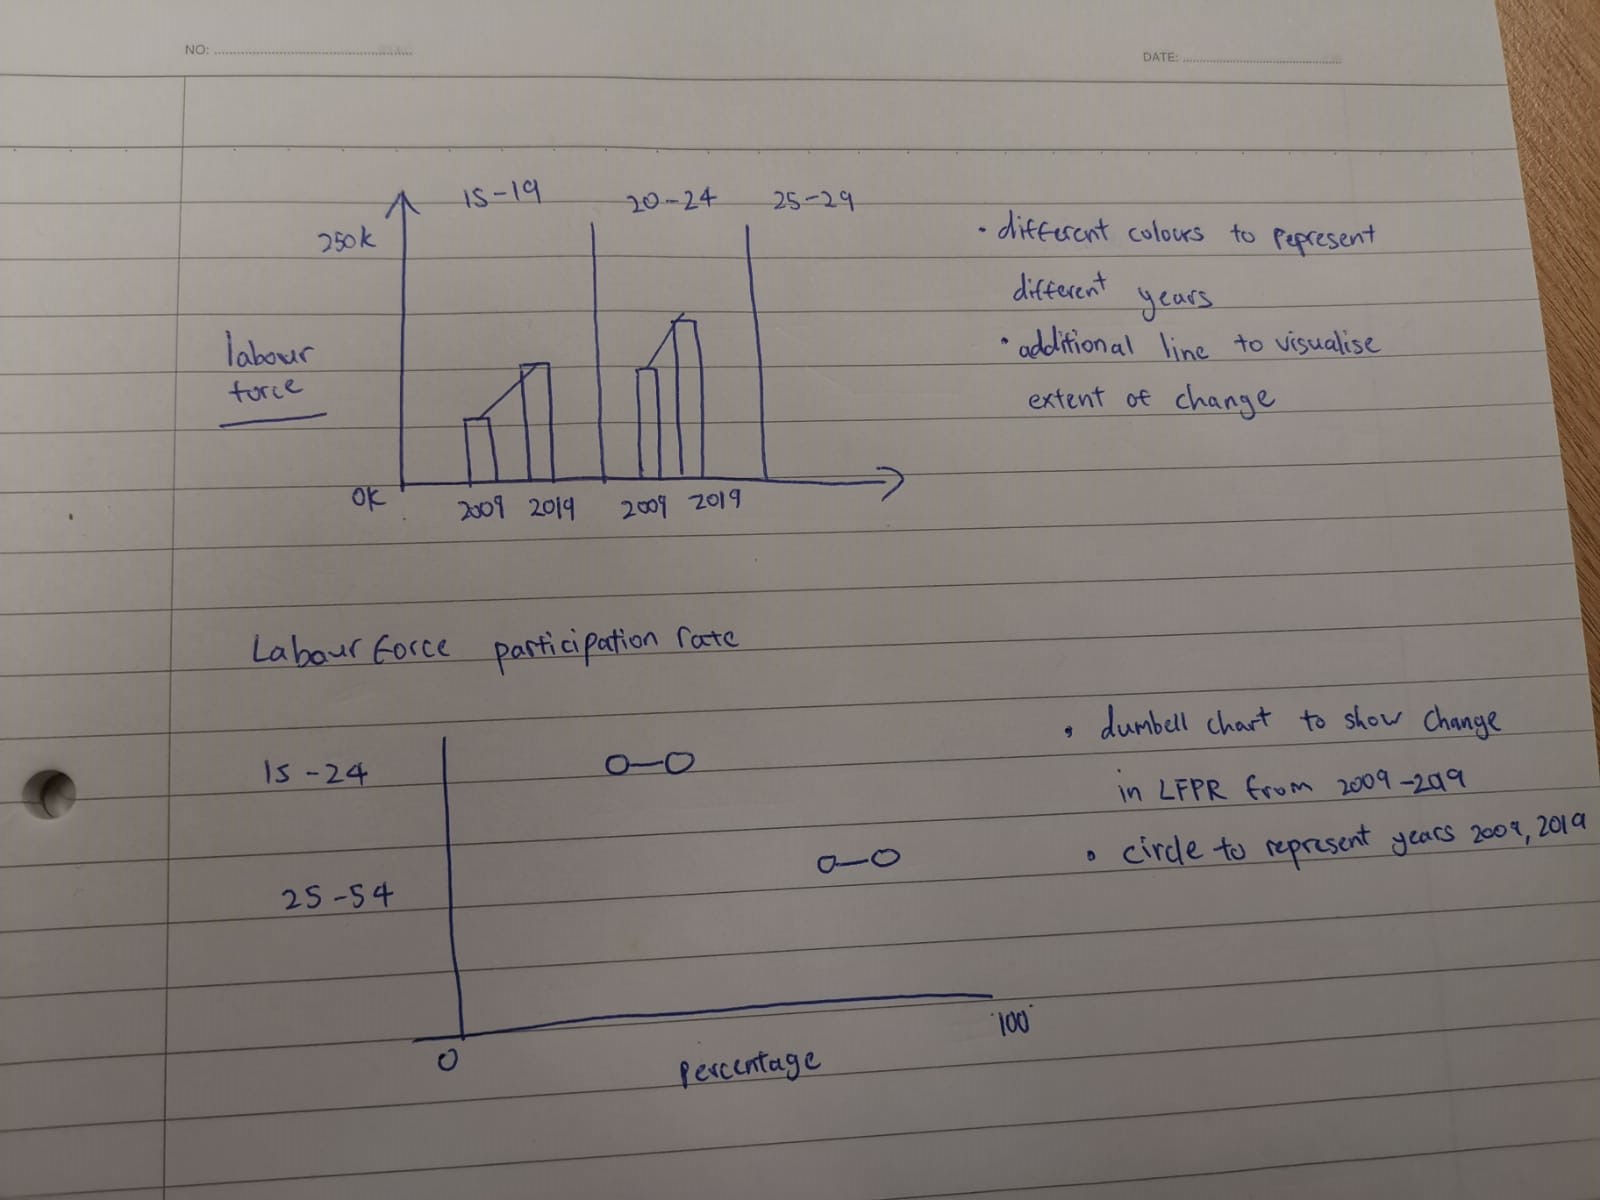 NO:
DATE:
15-19 20-24 25-29
250k
labour
force
0k
2009 2019 2009 2019
• different colours to represent
different years
• additional line to visualise
extent of change
Labour force participation rate
15-24
25-54
0 100
percentage
• dumbell chart to show change
in LFPR from 2009-2019
• circle to represent years 2009, 2019